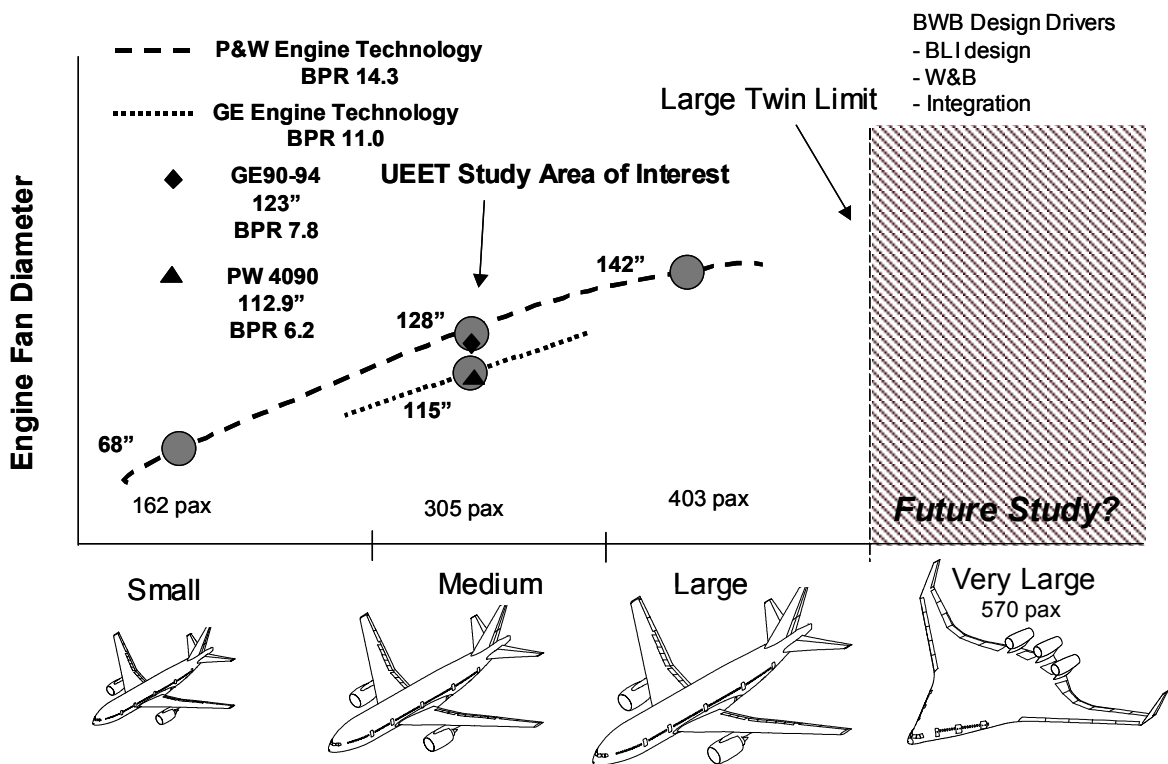 P&W Engine Technology
BPR 14.3
GE Engine Technology
BPR 11.0
GE90-94
123”
BPR 7.8
PW 4090
112.9”
BPR 6.2
UEET Study Area of Interest
Large Twin Limit
BWB Design Drivers
- BLI design
- W&B
- Integration
Engine Fan Diameter
142”
128”
115”
68”
162 pax
305 pax
403 pax
Future Study?
Small
Medium
Large
Very Large
570 pax